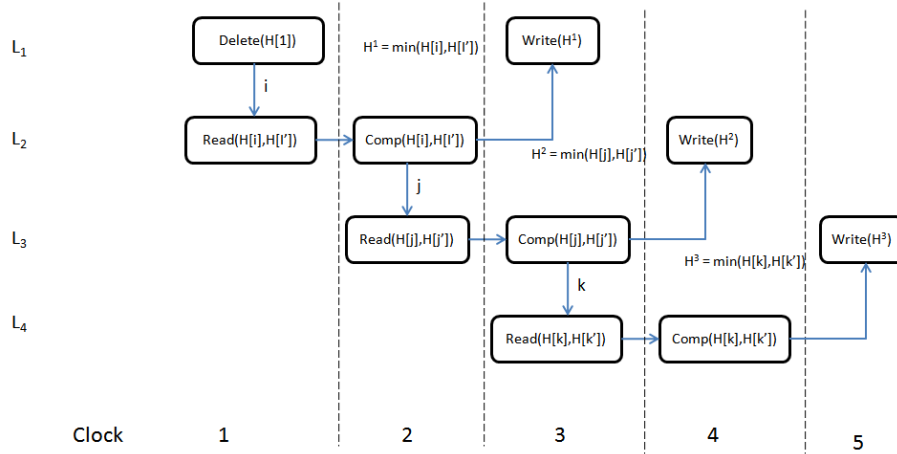 L₁ Delete(H[1]) H¹ = min(H[i],H[I’]) Write(H¹)
i
L₂ Read(H[i],H[I’]) Comp(H[i],H[I’]) Write(H²)
H² = min(H[j],H[j’])
j
L₃ Read(H[j],H[j’]) Comp(H[j],H[j’]) Write(H³)
H³ = min(H[k],H[k’])
k
L₄ Read(H[k],H[k’]) Comp(H[k],H[k’])
Clock 1 2 3 4 5